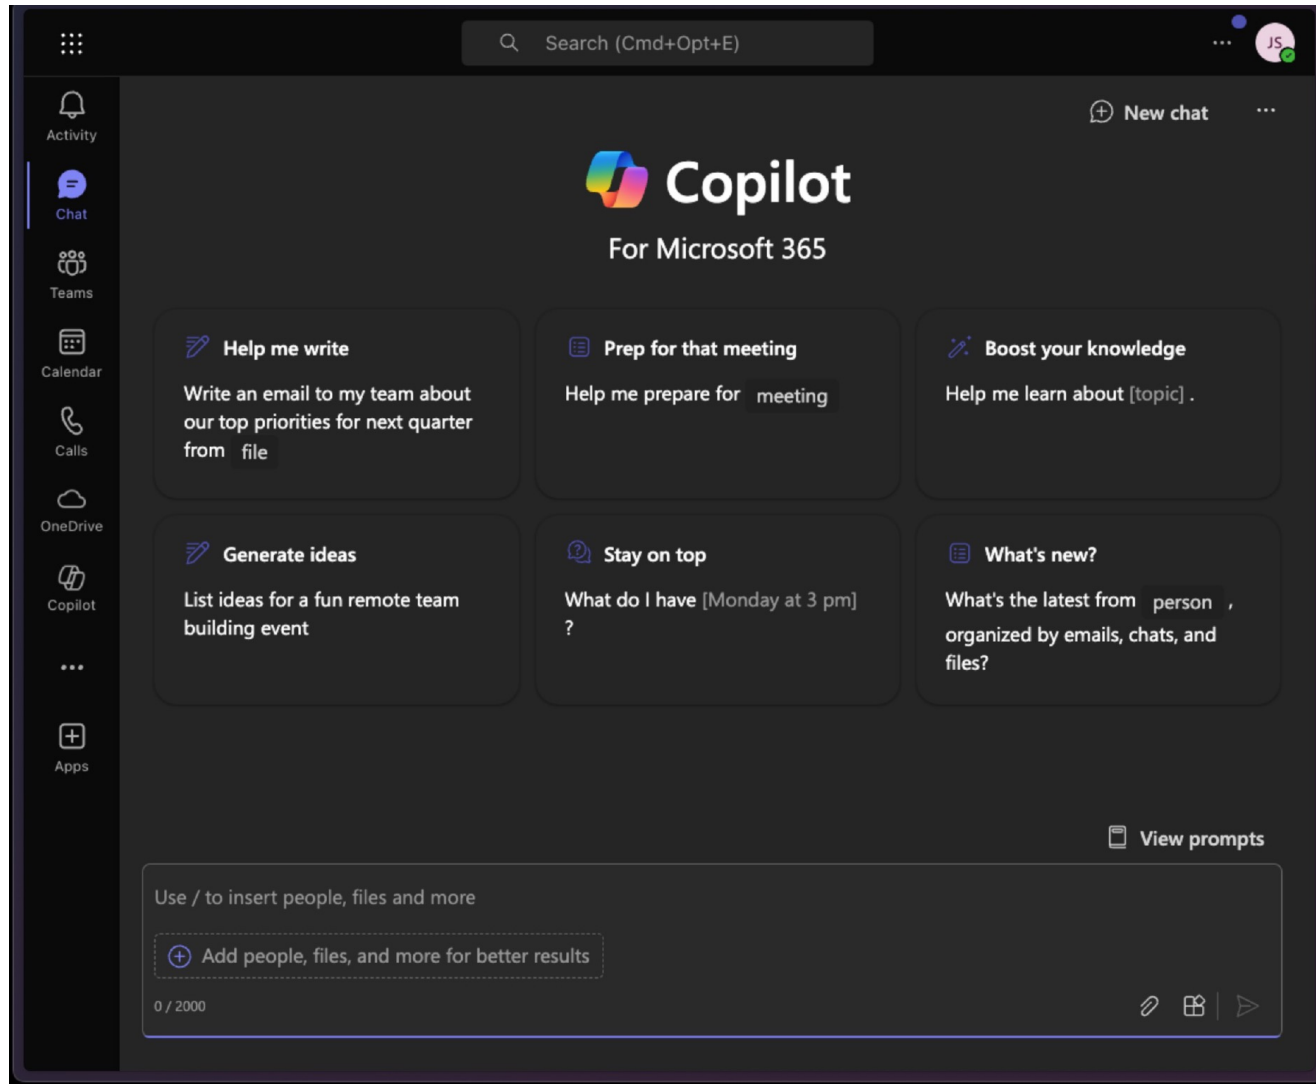 Search (Cmd+Opt+E)
JS
Activity
Chat
Teams
Calendar
Calls
OneDrive
Copilot
Apps
New chat
Copilot
For Microsoft 365
Help me write
Write an email to my team about
our top priorities for next quarter
from file
Prep for that meeting
Help me prepare for meeting
Boost your knowledge
Help me learn about [topic] .
Generate ideas
List ideas for a fun remote team
building event
Stay on top
What do I have [Monday at 3 pm]
?
What's new?
What's the latest from person ,
organized by emails, chats, and
files?
View prompts
Use / to insert people, files and more
Add people, files, and more for better results
0 / 2000